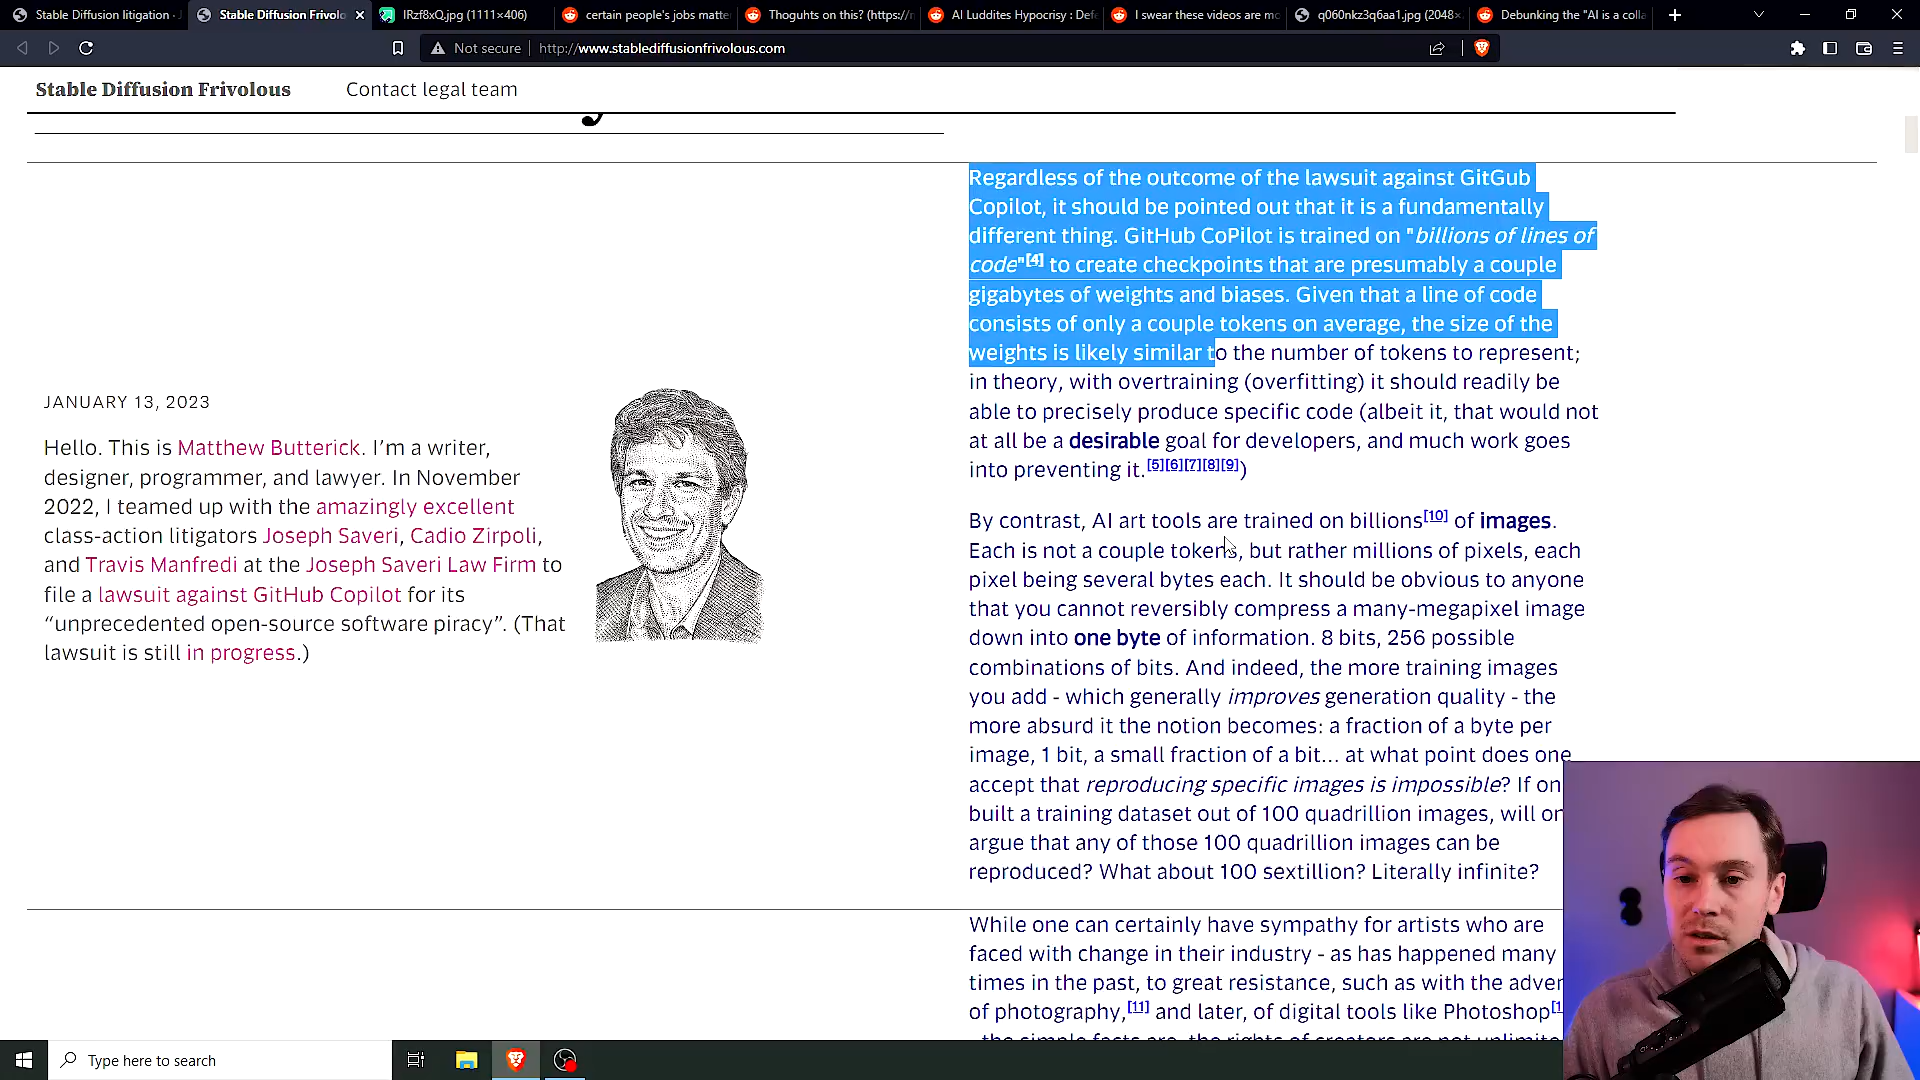 Stable Diffusion litigation ·
Stable Diffusion Frivolo
IRzf8xQ.jpg (1111×406)
certain people's jobs matte
Thoguhts on this? (https://r
AI Luddites Hypocrisy : Def
I swear these videos are mo
q060nkz3q6aa1.jpg (2048×
Debunking the "AI is a colla
Not secure
http://www.stablediffusionfrivolous.com
Stable Diffusion Frivolous
Contact legal team
JANUARY 13, 2023
Hello. This is Matthew Butterick. I’m a writer,
designer, programmer, and lawyer. In November
2022, I teamed up with the amazingly excellent
class-action litigators Joseph Saveri, Cadio Zirpoli,
and Travis Manfredi at the Joseph Saveri Law Firm to
file a lawsuit against GitHub Copilot for its
“unprecedented open-source software piracy”. (That
lawsuit is still in progress.)
Regardless of the outcome of the lawsuit against GitGub
Copilot, it should be pointed out that it is a fundamentally
different thing. GitHub CoPilot is trained on "billions of lines of
code"[4] to create checkpoints that are presumably a couple
gigabytes of weights and biases. Given that a line of code
consists of only a couple tokens on average, the size of the
weights is likely similar to the number of tokens to represent;
in theory, with overtraining (overfitting) it should readily be
able to precisely produce specific code (albeit it, that would not
at all be a desirable goal for developers, and much work goes
into preventing it.[5][6][7][8][9])
By contrast, AI art tools are trained on billions[10] of images.
Each is not a couple tokens, but rather millions of pixels, each
pixel being several bytes each. It should be obvious to anyone
that you cannot reversibly compress a many-megapixel image
down into one byte of information. 8 bits, 256 possible
combinations of bits. And indeed, the more training images
you add - which generally improves generation quality - the
more absurd it the notion becomes: a fraction of a byte per
image, 1 bit, a small fraction of a bit... at what point does one
accept that reproducing specific images is impossible? If on
built a training dataset out of 100 quadrillion images, will on
argue that any of those 100 quadrillion images can be
reproduced? What about 100 sextillion? Literally infinite?
While one can certainly have sympathy for artists who are
faced with change in their industry - as has happened many
times in the past, to great resistance, such as with the adven
of photography,[11] and later, of digital tools like Photoshop[1
- the simple facts are, the rights of creators are not unlimite
Type here to search